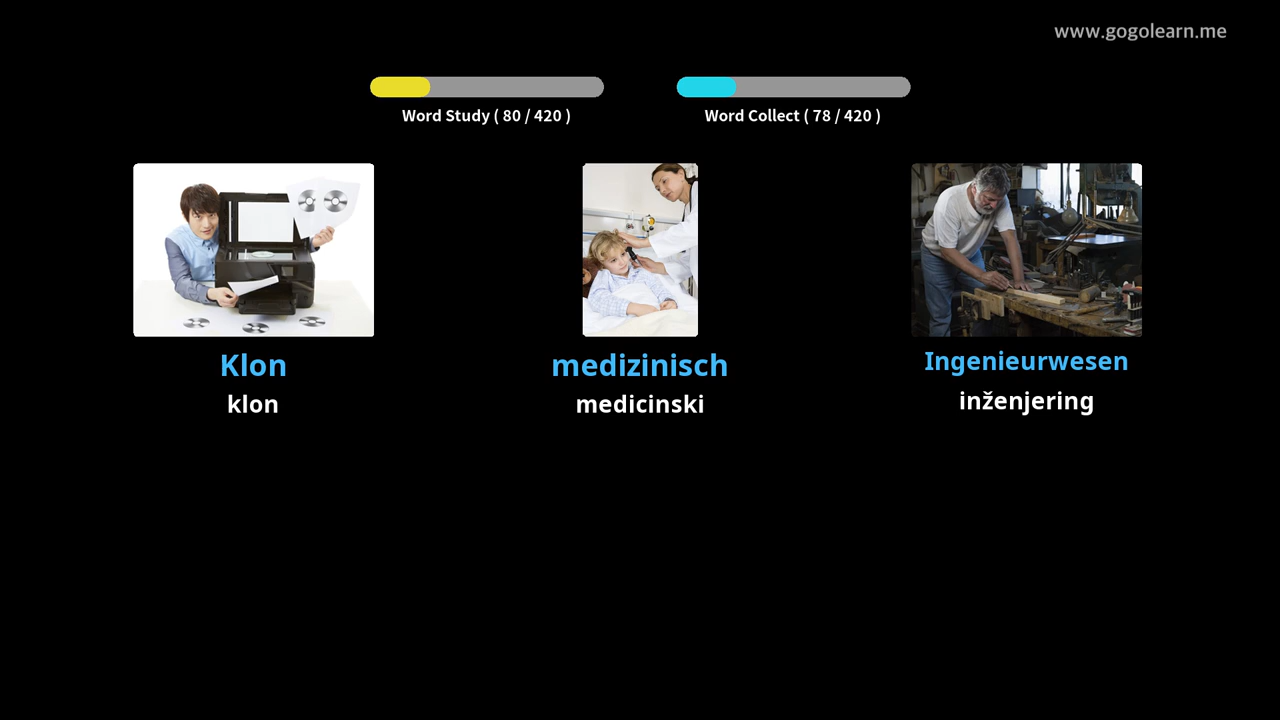 www.gogolearn.me
Word Study ( 80 / 420 )
Word Collect ( 78 / 420 )
Klon
klon
medizinisch
medicinski
Ingenieurwesen
inženjering